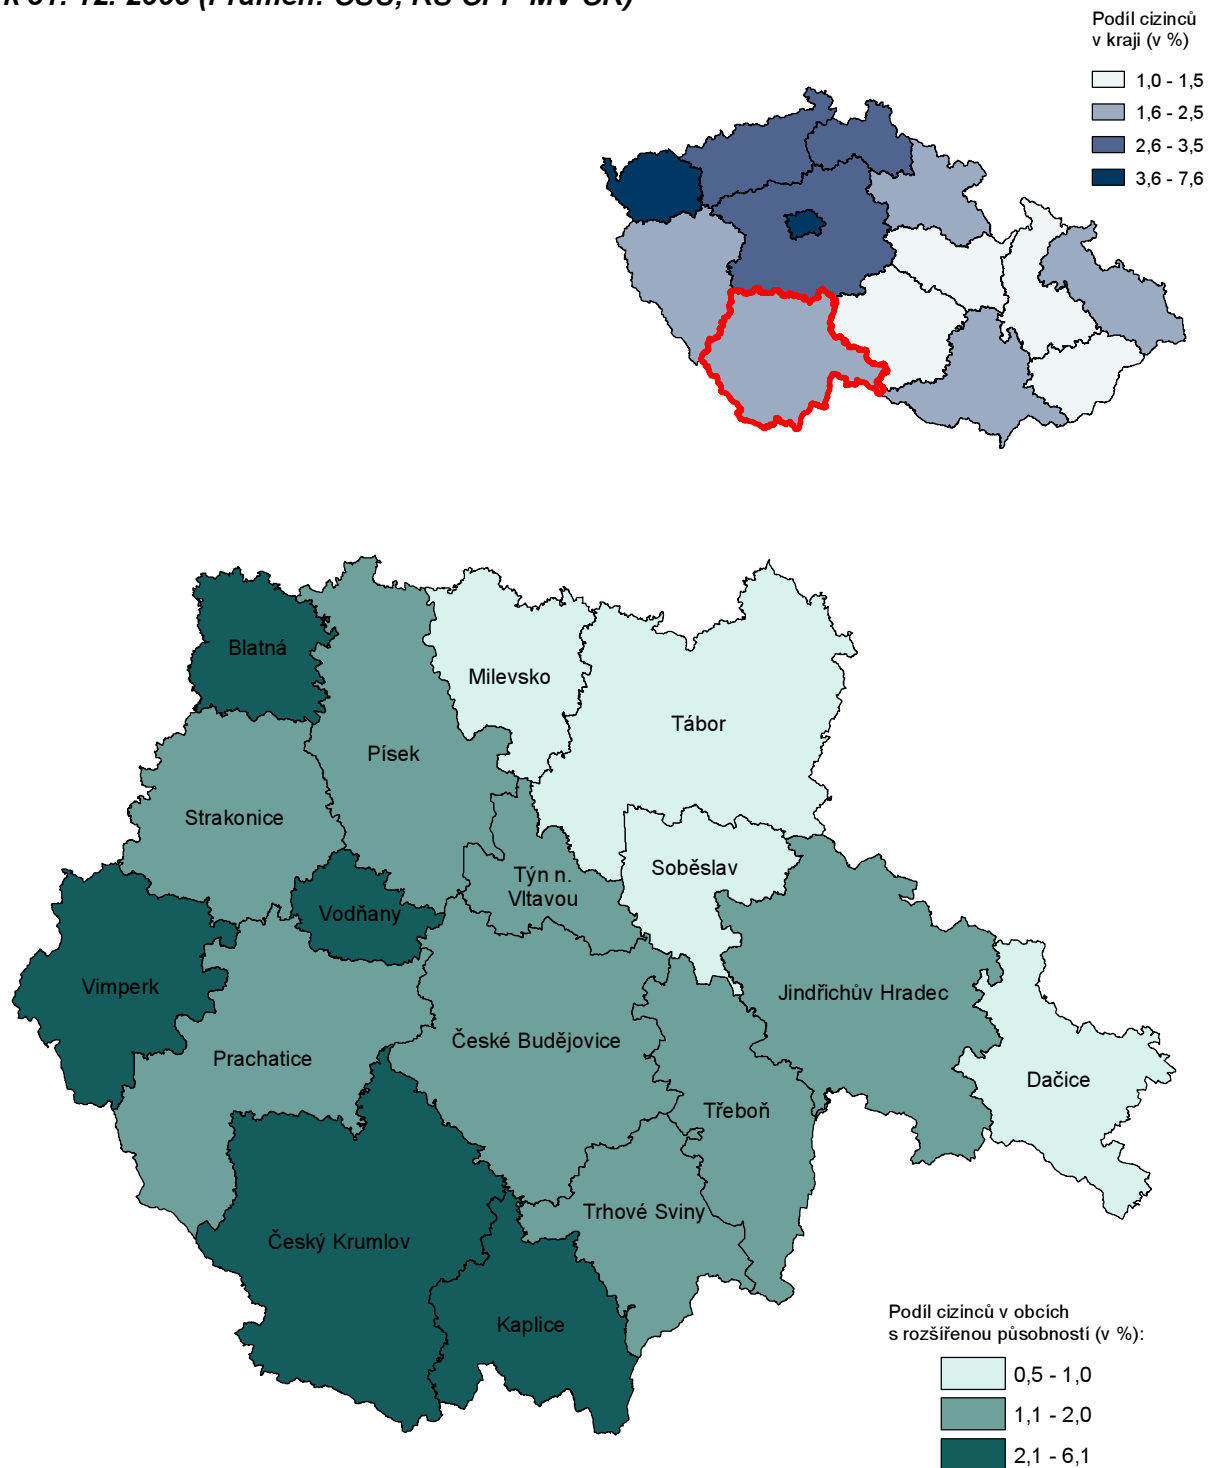 k 31. 12.
Podíl cizinců
v kraji (v %)
1,0 - 1,5
1,6 - 2,5
2,6 - 3,5
3,6 - 7,6
Blatná
Milevsko
Tábor
Písek
Strakonice
Soběslav
Týn n.
Vltavou
Vodňany
Vimperk
Jindřichův Hradec
České Budějovice
Prachatice
Dačice
Třeboň
Trhové Sviny
Český Krumlov
Kaplice
Podíl cizinců v obcích
s rozšířenou působností (v %):
0,5 - 1,0
1,1 - 2,0
2,1 - 6,1